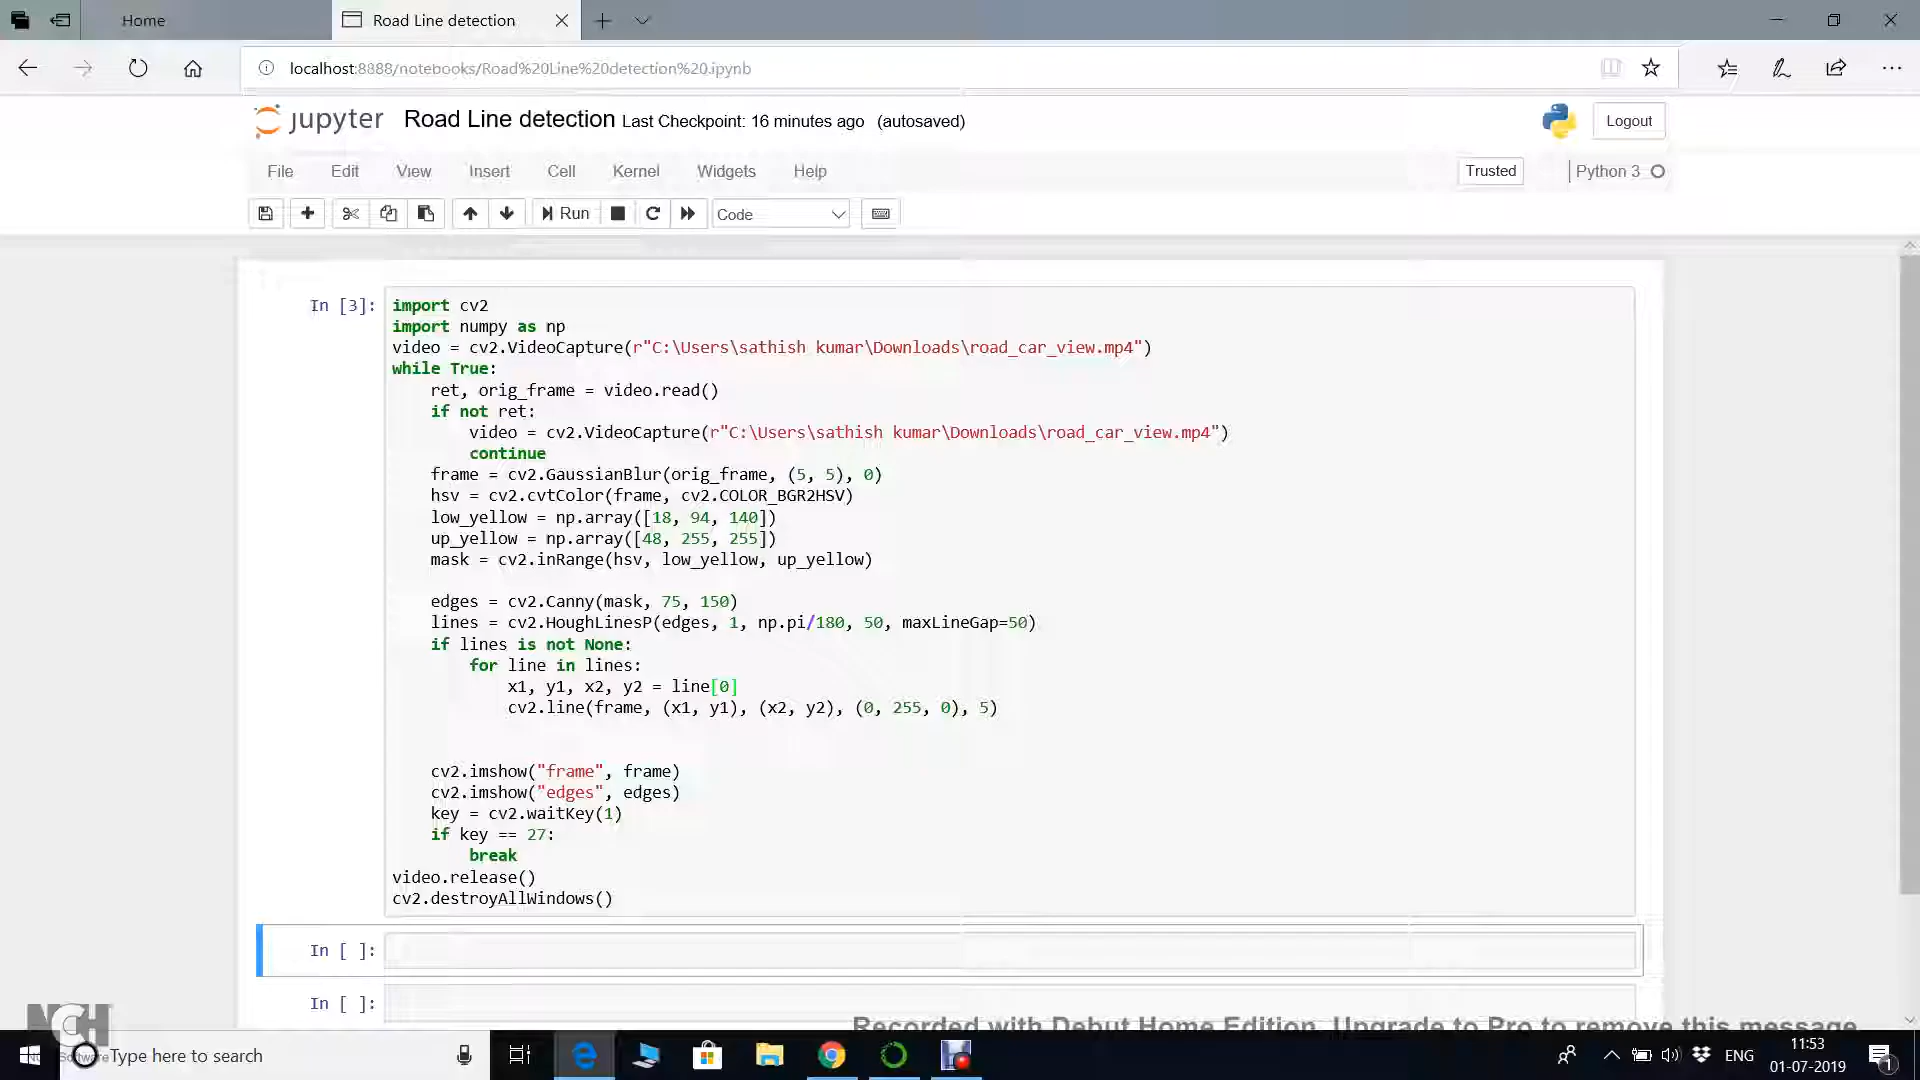 Home
Road Line detection
localhost:8888/notebooks/Road%20Line%20detection%20.ipynb
jupyter Road Line detection Last Checkpoint: 16 minutes ago (autosaved)
Logout
File Edit View Insert Cell Kernel Widgets Help
Trusted Python 3
Run Code
In [3]:
import cv2
import numpy as np
video = cv2.VideoCapture(r"C:\Users\sathish kumar\Downloads\road_car_view.mp4")
while True:
    ret, orig_frame = video.read()
    if not ret:
        video = cv2.VideoCapture(r"C:\Users\sathish kumar\Downloads\road_car_view.mp4")
        continue
    frame = cv2.GaussianBlur(orig_frame, (5, 5), 0)
    hsv = cv2.cvtColor(frame, cv2.COLOR_BGR2HSV)
    low_yellow = np.array([18, 94, 140])
    up_yellow = np.array([48, 255, 255])
    mask = cv2.inRange(hsv, low_yellow, up_yellow)
    edges = cv2.Canny(mask, 75, 150)
    lines = cv2.HoughLinesP(edges, 1, np.pi/180, 50, maxLineGap=50)
    if lines is not None:
        for line in lines:
            x1, y1, x2, y2 = line[0]
            cv2.line(frame, (x1, y1), (x2, y2), (0, 255, 0), 5)
    cv2.imshow("frame", frame)
    cv2.imshow("edges", edges)
    key = cv2.waitKey(1)
    if key == 27:
        break
video.release()
cv2.destroyAllWindows()
In [ ]:
In [ ]:
NCH
Software
Recorded with Debut Home Edition. Upgrade to Pro to remove this message
Type here to search
ENG
11:53
01-07-2019
1